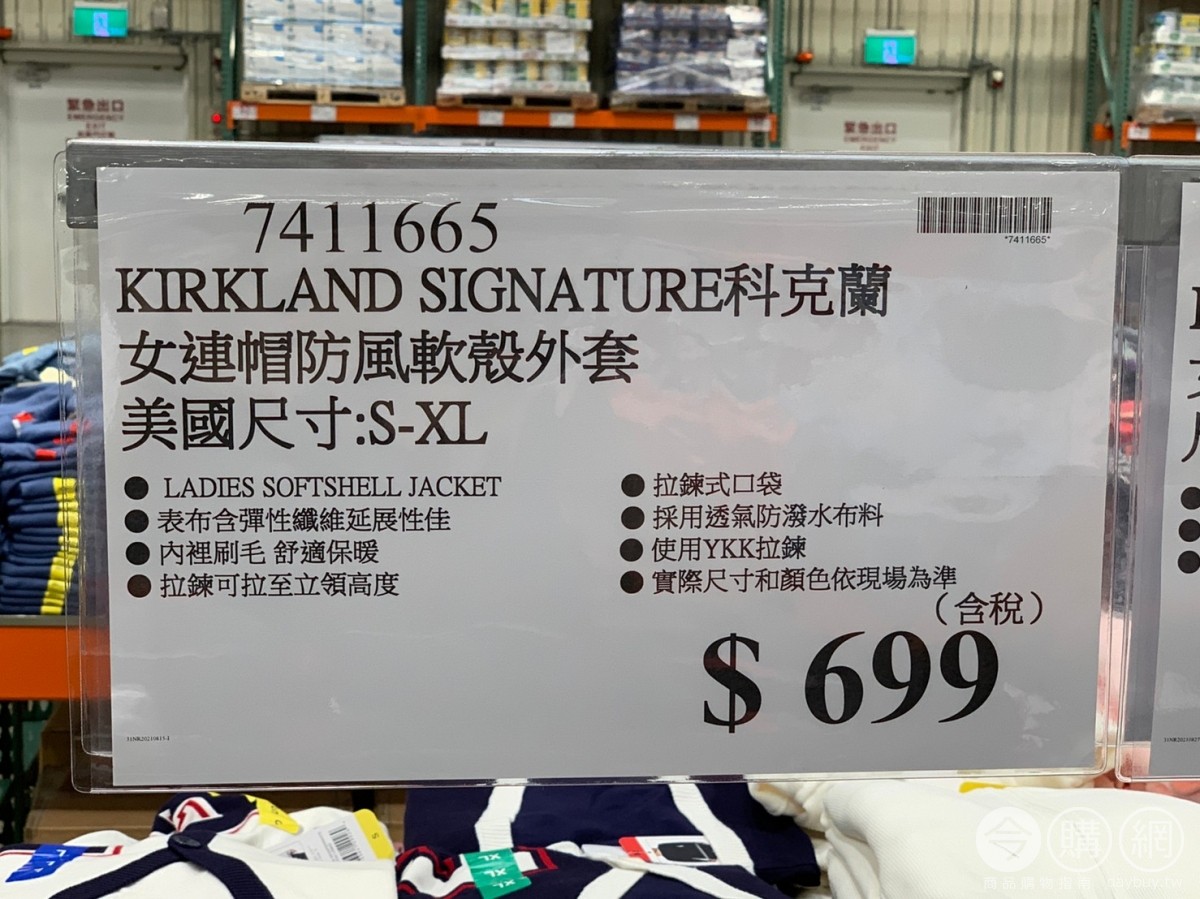 緊急出口
EMERGENCY
EXIT
緊急出口
7411665
*7411665*
KIRKLAND SIGNATURE科克蘭
女連帽防風軟殼外套
美國尺寸:S-XL
● LADIES SOFTSHELL JACKET
● 表布含彈性纖維延展性佳
● 內裡刷毛 舒適保暖
● 拉鍊可拉至立領高度
● 拉鍊式口袋
● 採用透氣防潑水布料
● 使用YKK拉鍊
● 實際尺寸和顏色依現場為準
（含稅）
$ 699
XL
XL
S
令購網